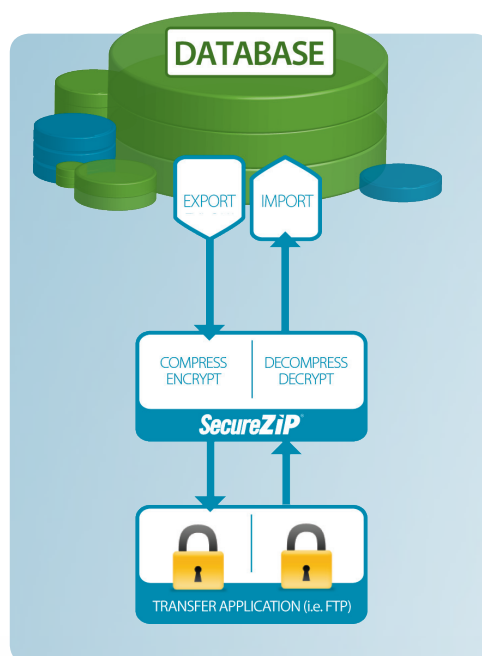 DATABASE
EXPORT
IMPORT
COMPRESS
ENCRYPT
DECOMPRESS
DECRYPT
SecureZIP®
TRANSFER APPLICATION (i.e. FTP)